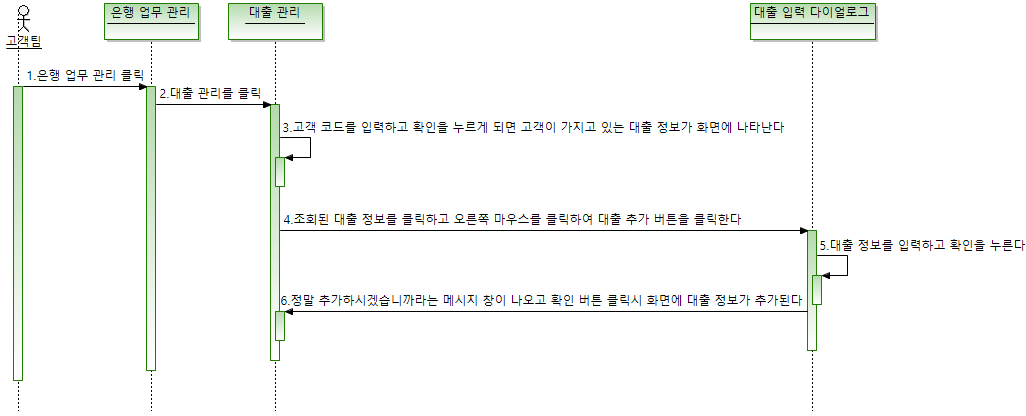 은행 업무 관리
대출 관리
대출 입력 다이얼로그
고객팀
1.은행 업무 관리 클릭
2.대출 관리를 클릭
3.고객 코드를 입력하고 확인을 누르게 되면 고객이 가지고 있는 대출 정보가 화면에 나타난다
4.조회된 대출 정보를 클릭하고 오른쪽 마우스를 클릭하여 대출 추가 버튼을 클릭한다
5.대출 정보를 입력하고 확인을 누른다
6.정말 추가하시겠습니까라는 메시지 창이 나오고 확인 버튼 클릭시 화면에 대출 정보가 추가된다